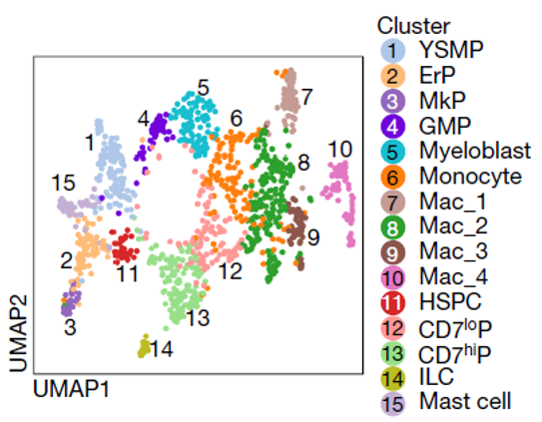 Cluster
1 YSMP
2 ErP
3 MkP
4 GMP
5 Myeloblast
6 Monocyte
7 Mac_1
8 Mac_2
9 Mac_3
10 Mac_4
11 HSPC
12 CD7loP
13 CD7hiP
14 ILC
15 Mast cell
5
7
4
6
1
10
8
15
9
2
11
12
13
3
14
UMAP2
UMAP1